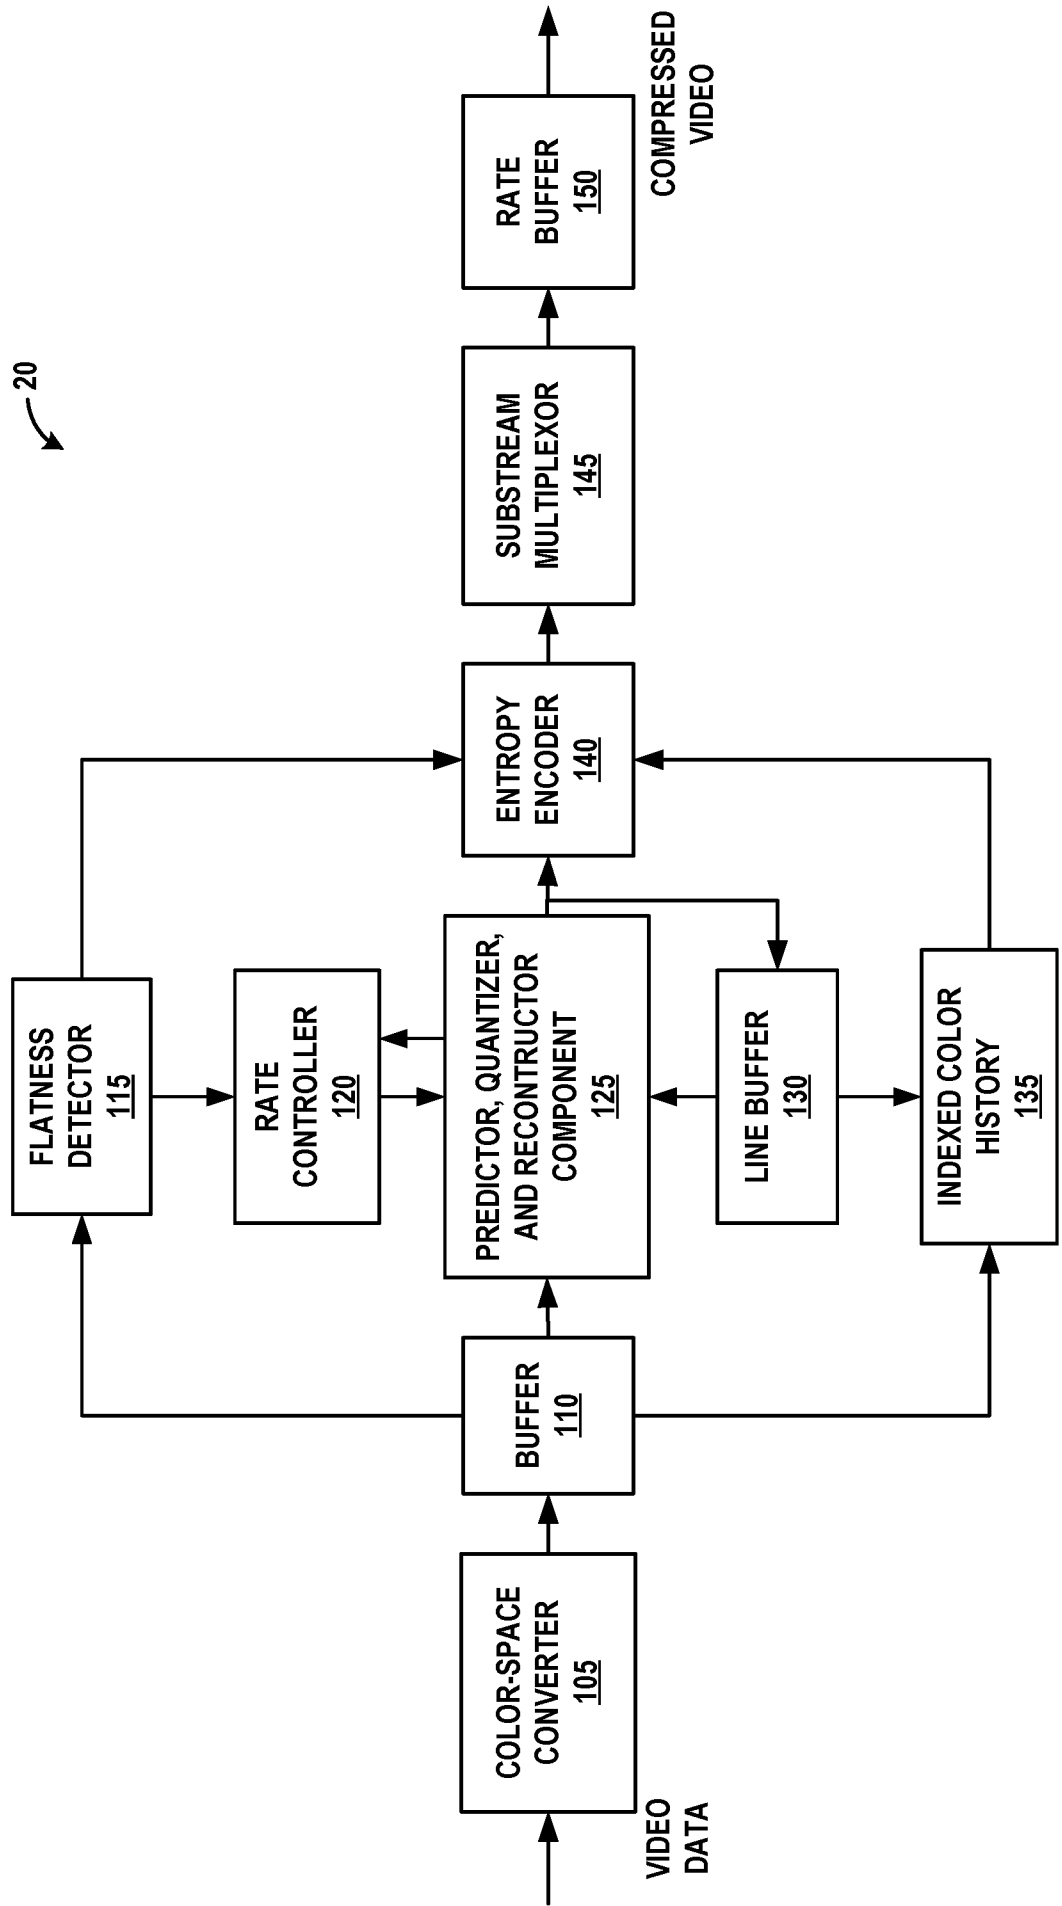 20
VIDEO
DATA
COLOR-SPACE
CONVERTER
105
BUFFER
110
FLATNESS
DETECTOR
115
RATE
CONTROLLER
120
PREDICTOR, QUANTIZER,
AND RECONTRUCTOR
COMPONENT
125
LINE BUFFER
130
INDEXED COLOR
HISTORY
135
ENTROPY
ENCODER
140
SUBSTREAM
MULTIPLEXOR
145
RATE
BUFFER
150
COMPRESSED
VIDEO